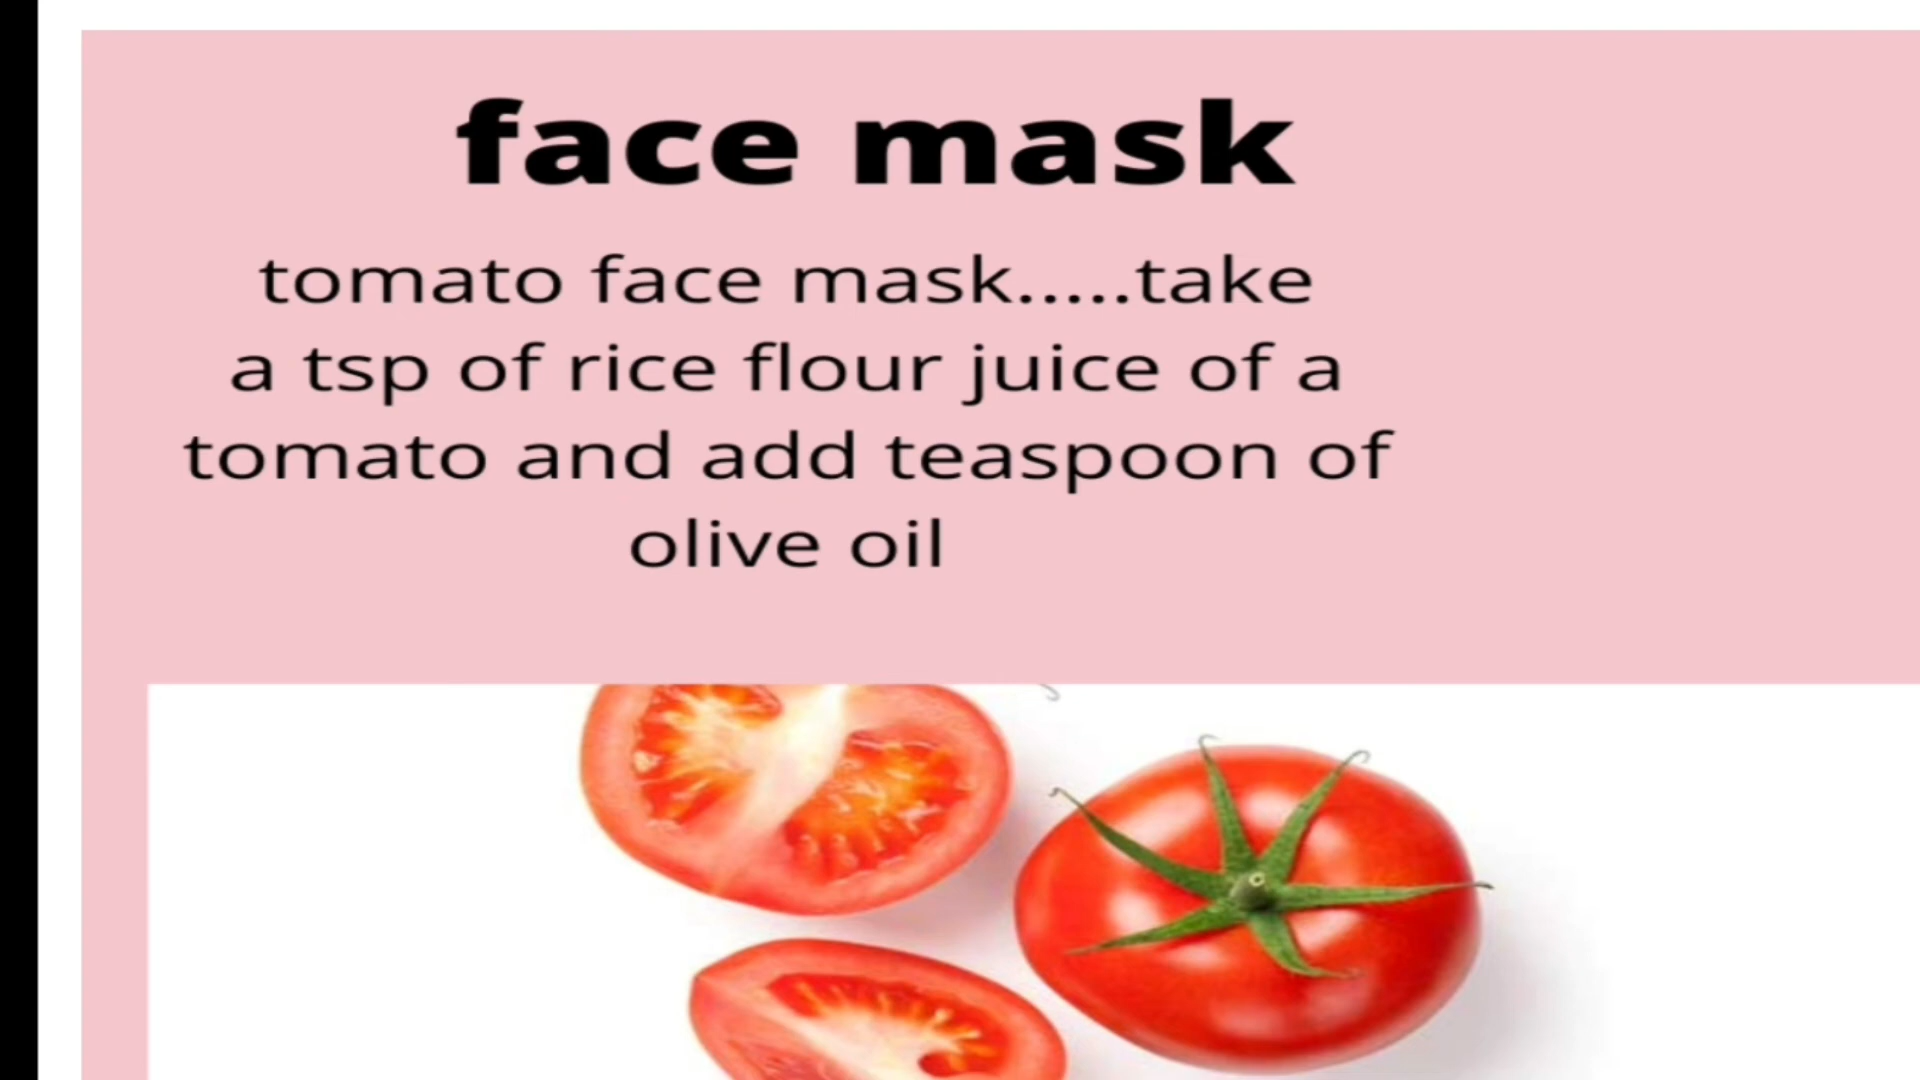 face mask
tomato face mask.....take
a tsp of rice flour juice of a
tomato and add teaspoon of
olive oil